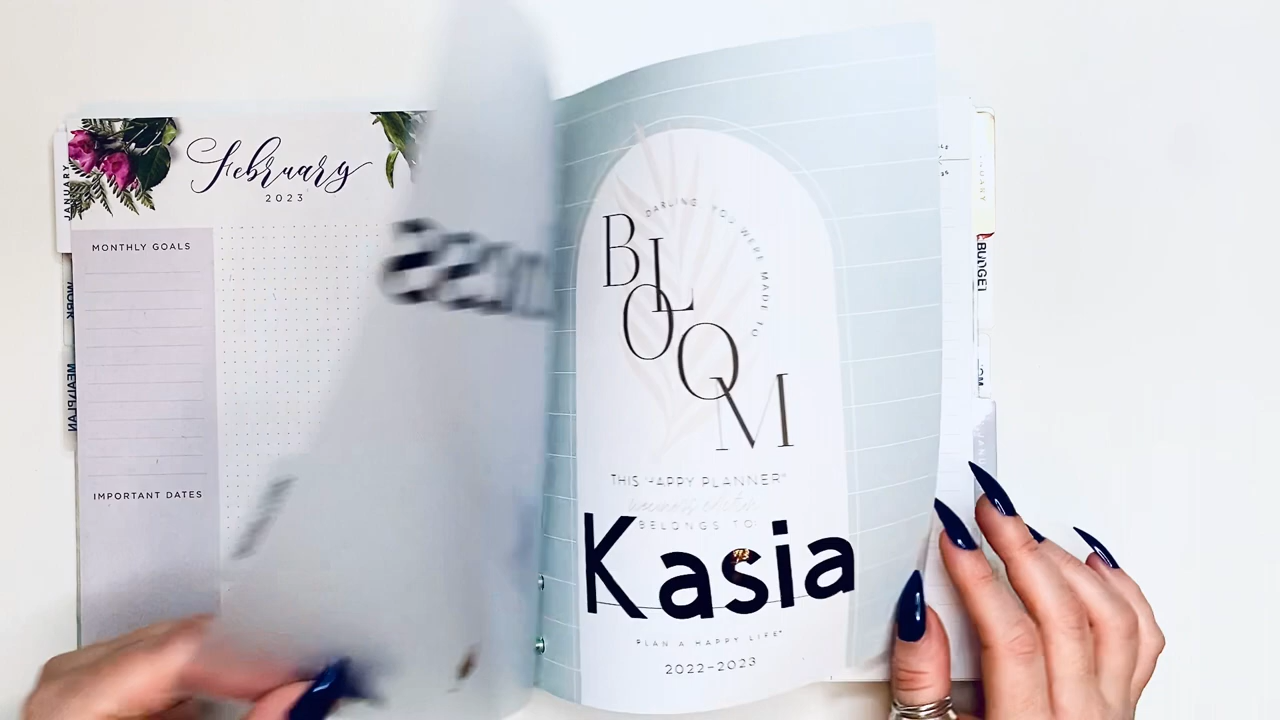 February
2023
JANUARY
MONTHLY GOALS
WORK
MEAL PLAN
IMPORTANT DATES
DARLING, YOU WERE MADE TO
BLOOM
THIS HAPPY PLANNER®
BELONGS TO:
Kasia
PLAN A HAPPY LIFE®
2022-2023
BUDGET